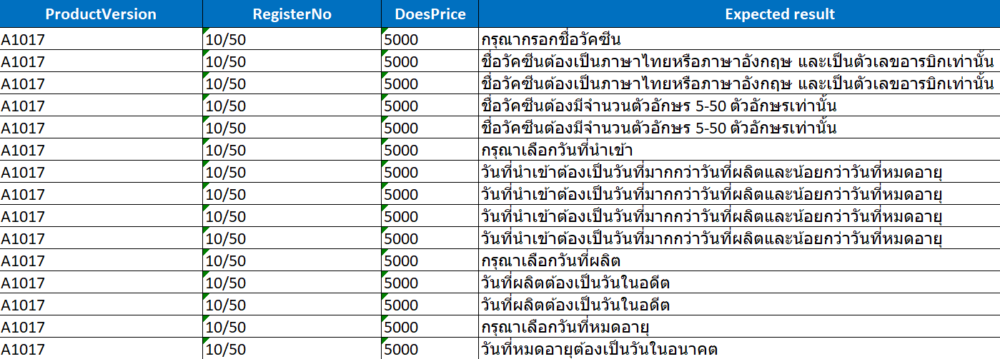 ProductVersion RegisterNo DoesPrice Expected result
A1017 10/50 5000 กรุณากรอกชื่อวัคซีน
A1017 10/50 5000 ชื่อวัคซีนต้องเป็นภาษาไทยหรือภาษาอังกฤษ และเป็นตัวเลขอารบิกเท่านั้น
A1017 10/50 5000 ชื่อวัคซีนต้องเป็นภาษาไทยหรือภาษาอังกฤษ และเป็นตัวเลขอารบิกเท่านั้น
A1017 10/50 5000 ชื่อวัคซีนต้องมีจำนวนตัวอักษร 5-50 ตัวอักษรเท่านั้น
A1017 10/50 5000 ชื่อวัคซีนต้องมีจำนวนตัวอักษร 5-50 ตัวอักษรเท่านั้น
A1017 10/50 5000 กรุณาเลือกวันที่นำเข้า
A1017 10/50 5000 วันที่นำเข้าต้องเป็นวันที่มากกว่าวันที่ผลิตและน้อยกว่าวันที่หมดอายุ
A1017 10/50 5000 วันที่นำเข้าต้องเป็นวันที่มากกว่าวันที่ผลิตและน้อยกว่าวันที่หมดอายุ
A1017 10/50 5000 วันที่นำเข้าต้องเป็นวันที่มากกว่าวันที่ผลิตและน้อยกว่าวันที่หมดอายุ
A1017 10/50 5000 วันที่นำเข้าต้องเป็นวันที่มากกว่าวันที่ผลิตและน้อยกว่าวันที่หมดอายุ
A1017 10/50 5000 กรุณาเลือกวันที่ผลิต
A1017 10/50 5000 วันที่ผลิตต้องเป็นวันในอดีต
A1017 10/50 5000 วันที่ผลิตต้องเป็นวันในอดีต
A1017 10/50 5000 กรุณาเลือกวันที่หมดอายุ
A1017 10/50 5000 วันที่หมดอายุต้องเป็นวันในอนาคต